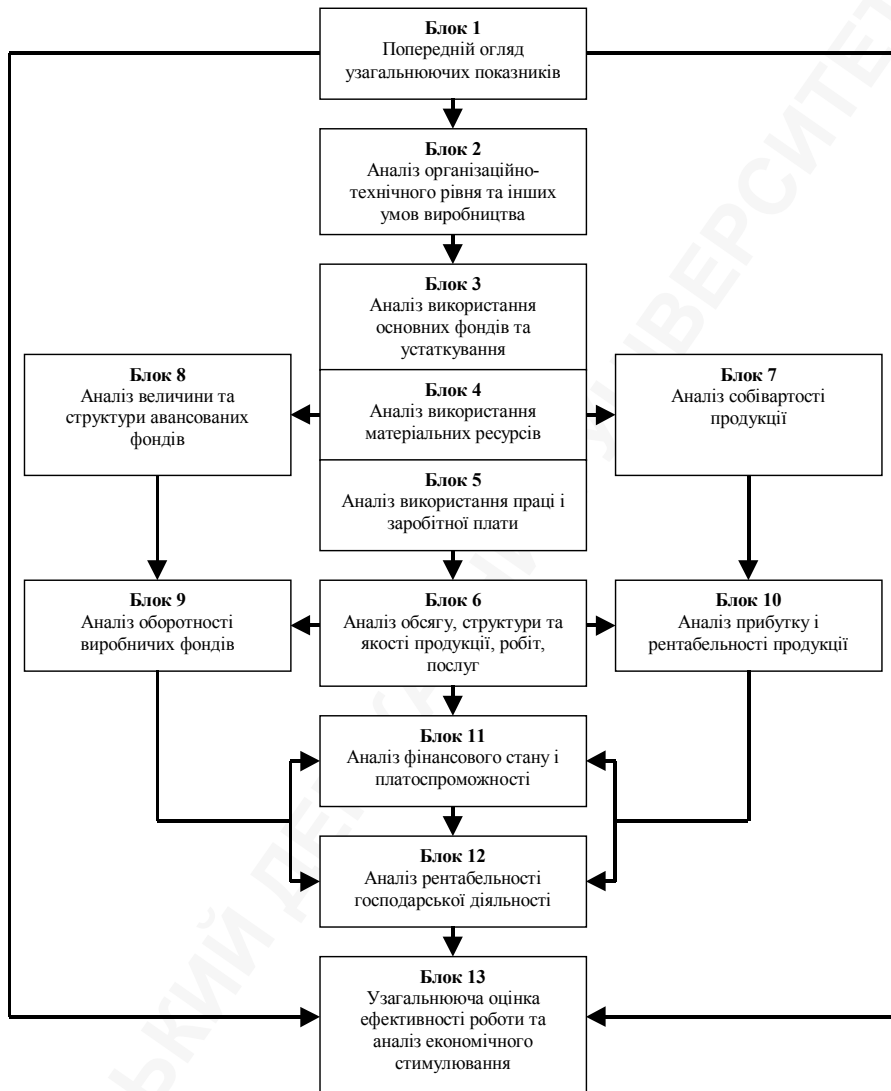 Блок 1
Попередній огляд
узагальнюючих показників
Блок 2
Аналіз організаційно-
технічного рівня та інших
умов виробництва
Блок 3
Аналіз використання
основних фондів та
устаткування
Блок 8
Аналіз величини та
структури авансованих
фондів
Блок 4
Аналіз використання
матеріальних ресурсів
Блок 7
Аналіз собівартості
продукції
Блок 5
Аналіз використання праці і
заробітної плати
Блок 9
Аналіз оборотності
виробничих фондів
Блок 6
Аналіз обсягу, структури та
якості продукції, робіт,
послуг
Блок 10
Аналіз прибутку і
рентабельності продукції
Блок 11
Аналіз фінансового стану і
платоспроможності
Блок 12
Аналіз рентабельності
господарської діяльності
Блок 13
Узагальнююча оцінка
ефективності роботи та
аналіз економічного
стимулювання